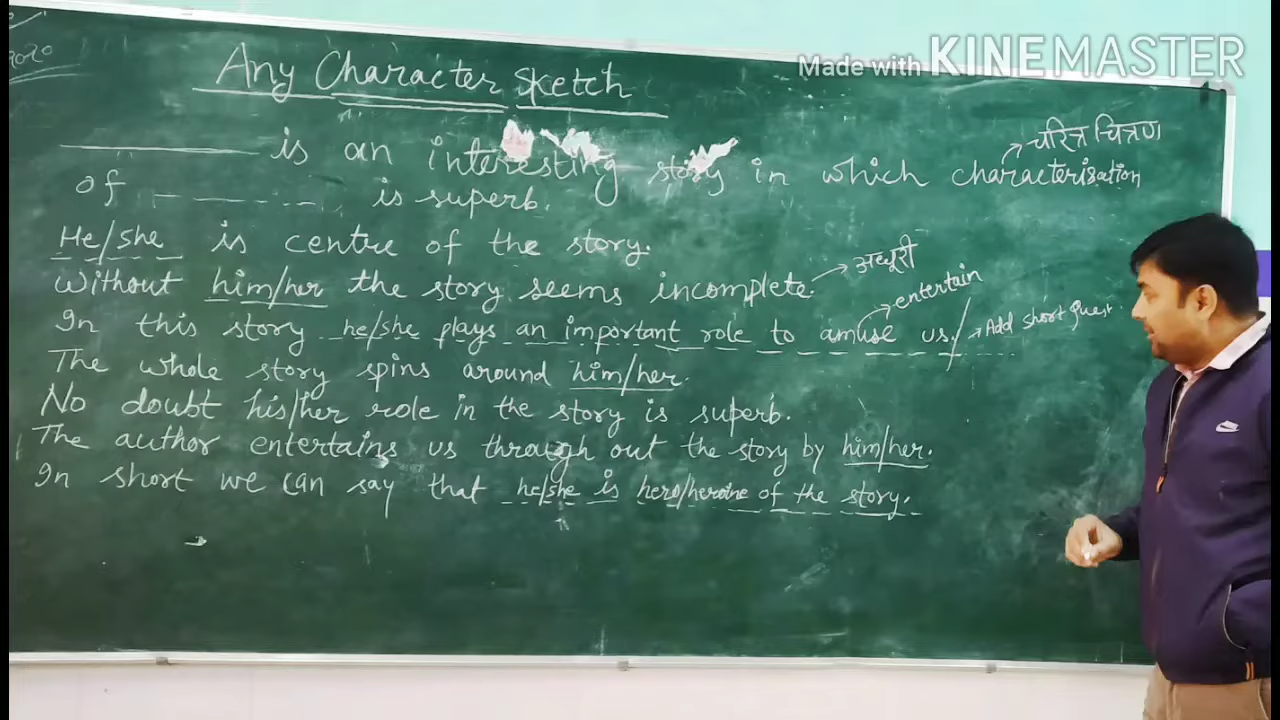 2020
Made with KINEMASTER
Any Character Sketch
चरित्र चित्रण
________ is an interesting story in which characterisation
of ________ is superb.
He/she is centre of the story.
Without him/her the story seems incomplete. अधूरी
entertain
In this story he/she plays an important role to amuse us/ Add short Quest
The whole story spins around him/her.
No doubt his/her role in the story is superb.
The author entertains us through out the story by him/her.
In short we can say that he/she is hero/heroine of the story.